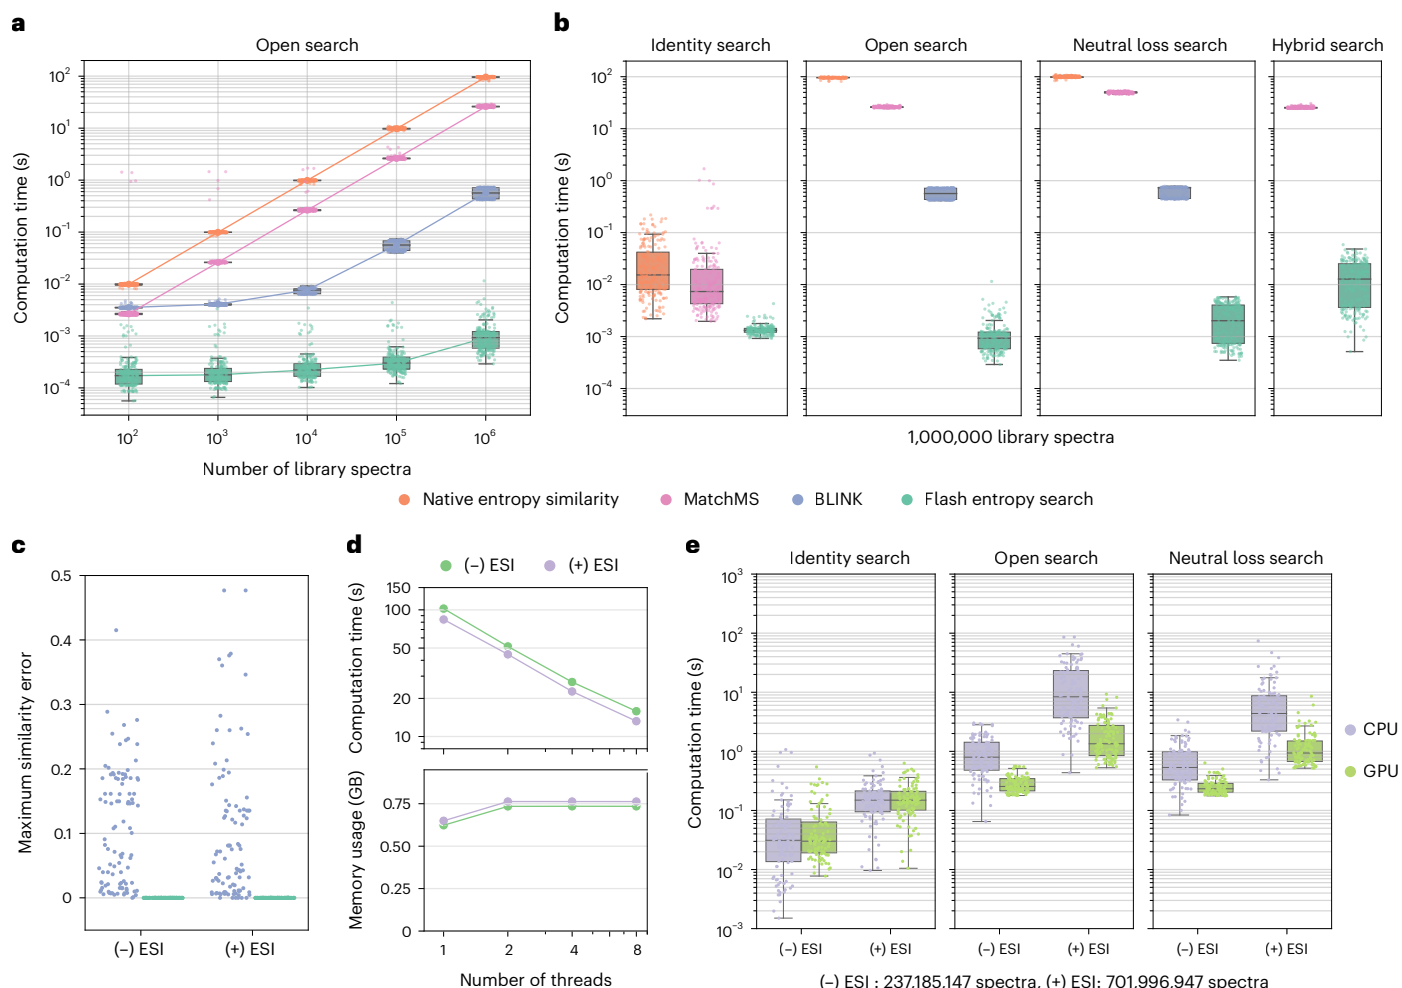 a
Open search
Computation time (s)
10²
10¹
10⁰
10⁻¹
10⁻²
10⁻³
10⁻⁴
10² 10³ 10⁴ 10⁵ 10⁶
Number of library spectra
b
Identity search Open search Neutral loss search Hybrid search
Computation time (s)
10²
10¹
10⁰
10⁻¹
10⁻²
10⁻³
10⁻⁴
1,000,000 library spectra
Native entropy similarity MatchMS BLINK Flash entropy search
c
Maximum similarity error
0.5
0.4
0.3
0.2
0.1
0
(–) ESI (+) ESI
d
(–) ESI (+) ESI
Computation time (s)
150
100
50
20
10
Memory usage (GB)
0.75
0.50
0.25
0
1 2 4 8
Number of threads
e
Identity search Open search Neutral loss search
Computation time (s)
10³
10²
10¹
10⁰
10⁻¹
10⁻²
10⁻³
(–) ESI (+) ESI (–) ESI (+) ESI (–) ESI (+) ESI
CPU
GPU
(–) ESI : 237,185,147 spectra, (+) ESI: 701,996,947 spectra